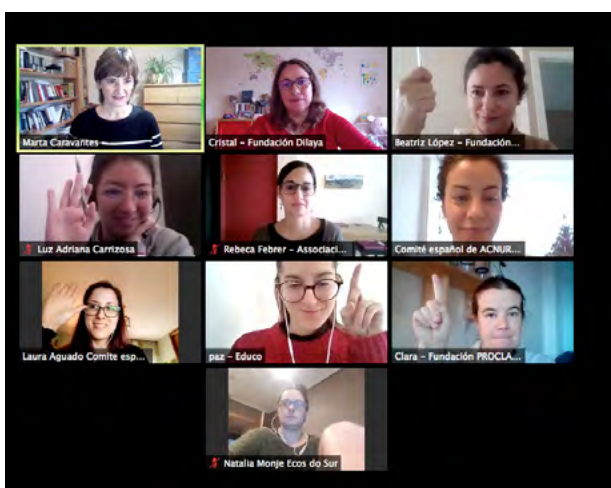 Marta Caravantes
Cristal - Fundación Dilaya
Beatriz López - Fundación...
Luz Adriana Carrizosa
Rebeca Febrer - Associaci...
Comité español de ACNUR...
Laura Aguado Comite esp...
paz - Educo
Clara - Fundación PROCLA...
Natalia Monje Ecos do Sur